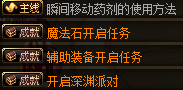 主线 瞬间移动药剂的使用方法
成就 魔法石开启任务
成就 辅助装备开启任务
成就 开启深渊派对